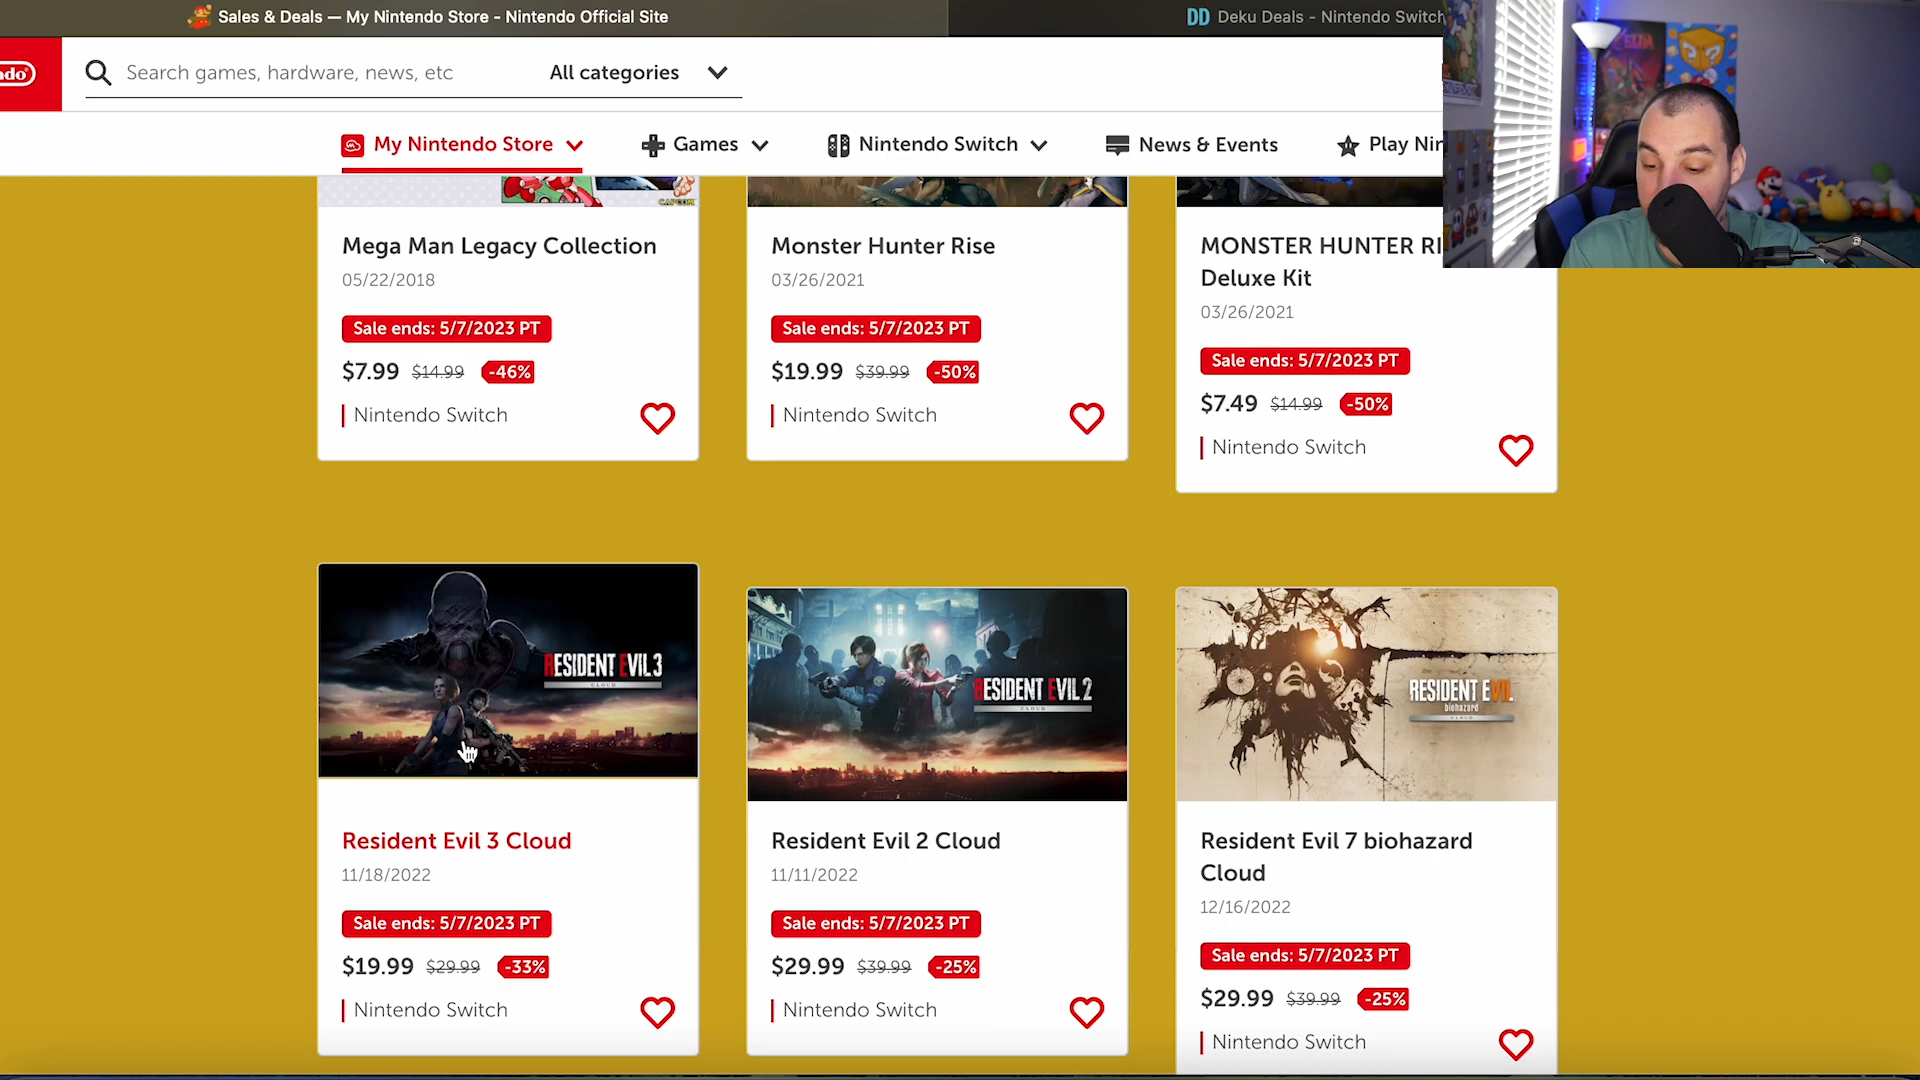 Sales & Deals — My Nintendo Store - Nintendo Official Site
DD Deku Deals - Nintendo Switch
ndo
Search games, hardware, news, etc
All categories
My Nintendo Store
Games
Nintendo Switch
News & Events
Play Nin
ZELDA
CAPCOM
Mega Man Legacy Collection
05/22/2018
Sale ends: 5/7/2023 PT
$7.99 $14.99 -46%
Nintendo Switch
Monster Hunter Rise
03/26/2021
Sale ends: 5/7/2023 PT
$19.99 $39.99 -50%
Nintendo Switch
MONSTER HUNTER RI
Deluxe Kit
03/26/2021
Sale ends: 5/7/2023 PT
$7.49 $14.99 -50%
Nintendo Switch
RESIDENT EVIL 3
CLOUD
Resident Evil 3 Cloud
11/18/2022
Sale ends: 5/7/2023 PT
$19.99 $29.99 -33%
Nintendo Switch
RESIDENT EVIL 2
CLOUD
Resident Evil 2 Cloud
11/11/2022
Sale ends: 5/7/2023 PT
$29.99 $39.99 -25%
Nintendo Switch
RESIDENT EVIL
biohazard
CLOUD
Resident Evil 7 biohazard
Cloud
12/16/2022
Sale ends: 5/7/2023 PT
$29.99 $39.99 -25%
Nintendo Switch